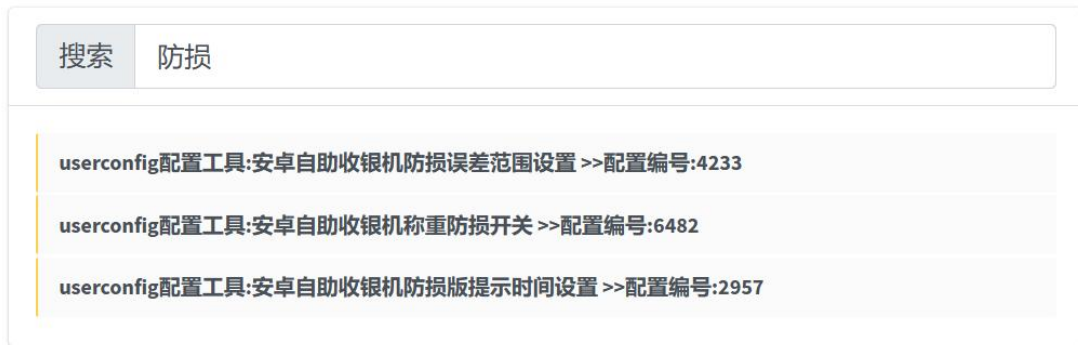 搜索 防损
userconfig配置工具:安卓自助收银机防损误差范围设置 >>配置编号:4233
userconfig配置工具:安卓自助收银机称重防损开关 >>配置编号:6482
userconfig配置工具:安卓自助收银机防损版提示时间设置 >>配置编号:2957